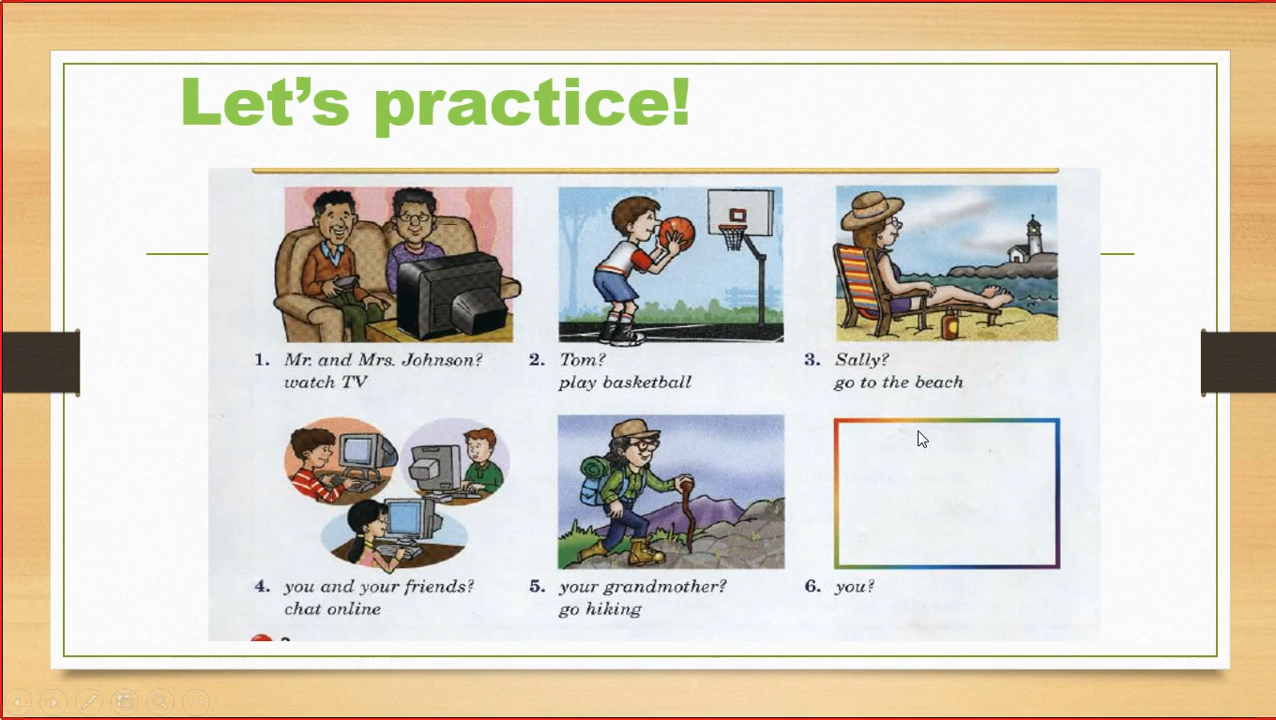 Let's practice!
1. Mr. and Mrs. Johnson?
watch TV
2. Tom?
play basketball
3. Sally?
go to the beach
4. you and your friends?
chat online
5. your grandmother?
go hiking
6. you?